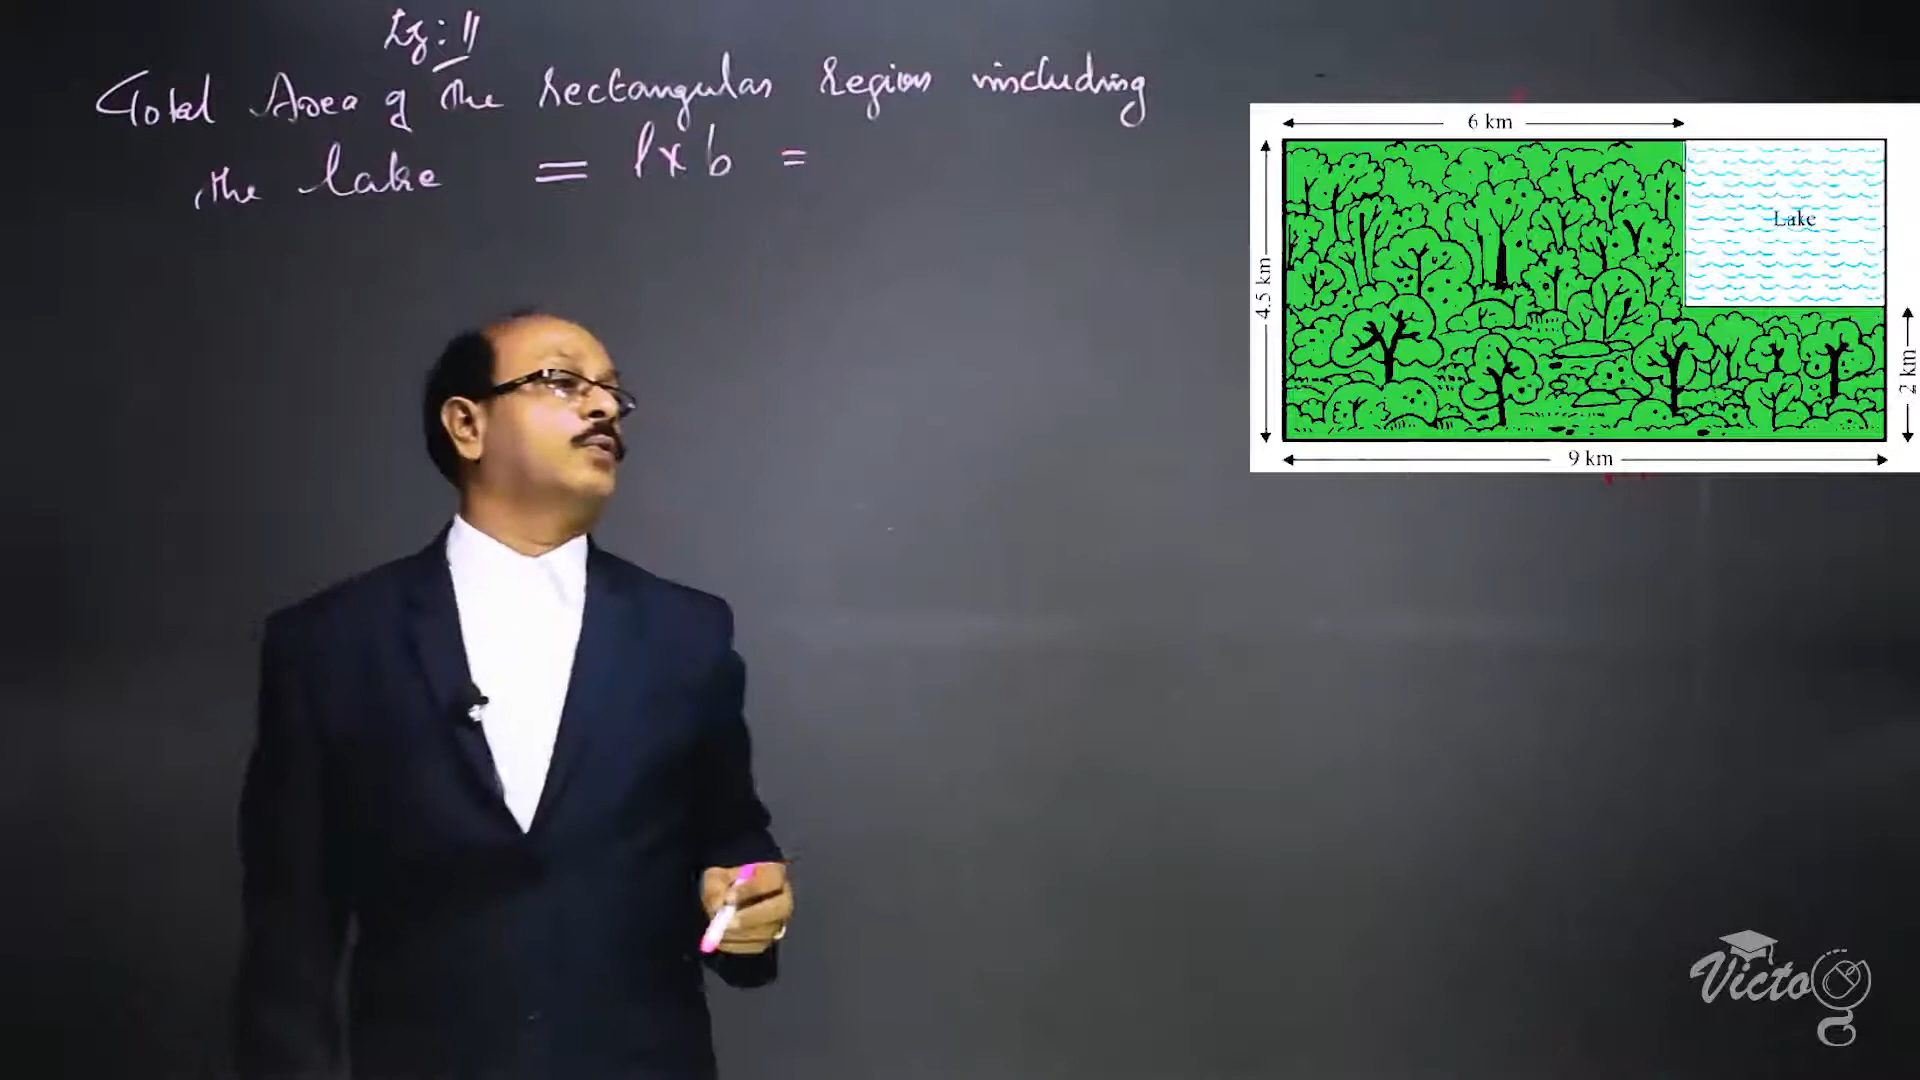 Eg: 11
Total Area of the rectangular region including
the lake = l x b =
6 km
Lake
4.5 km
2 km
9 km
Victo